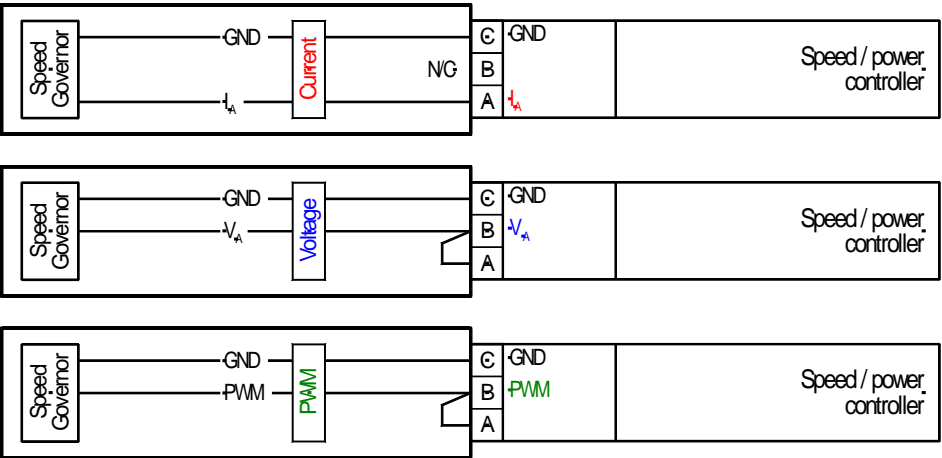 Speed
Governor
GND
Current
N/C
C
GND
B
I_A
A
I_A
Speed / power
controller
Speed
Governor
GND
Voltage
C
GND
V_A
B
V_A
A
Speed / power
controller
Speed
Governor
GND
PWM
C
GND
PWM
B
PWM
A
Speed / power
controller